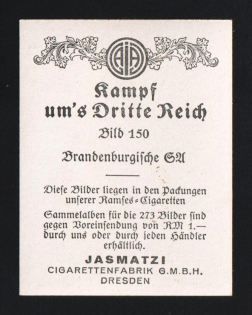 AIA
Kampf
um's Dritte Reich
Bild 150
Brandenburgische SA
Diese Bilder liegen in den Packungen
unserer Ramses-Cigaretten
Sammelalben für die 273 Bilder sind
gegen Voreinsendung von RM 1.—
durch uns oder durch jeden Händler
erhältlich.
JASMATZI
CIGARETTENFABRIK G.M.B.H.
DRESDEN